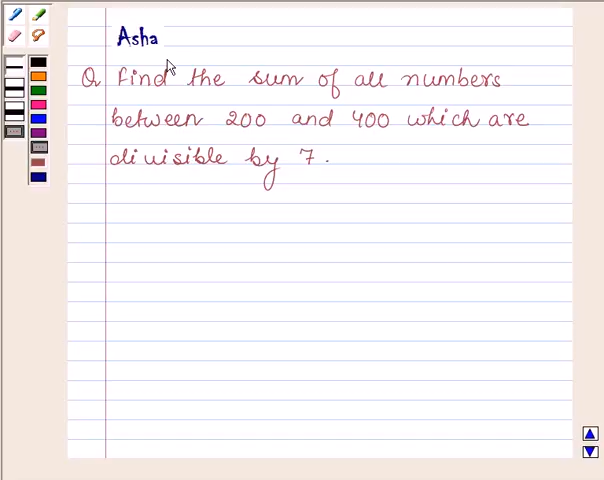 Asha
Q Find the sum of all numbers
between 200 and 400 which are
divisible by 7.